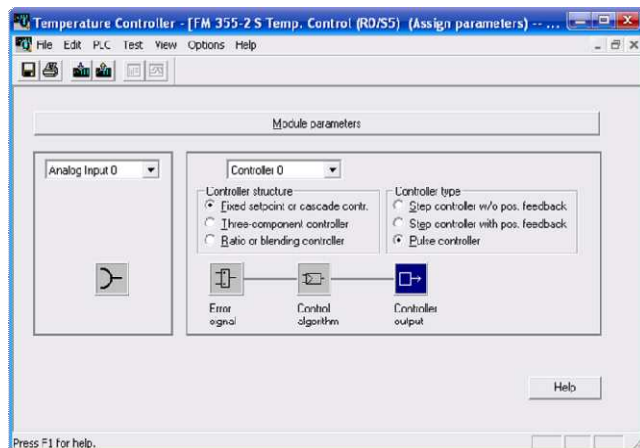 Temperature Controller - [FM 355-2 S Temp. Control (R0/S5) (Assign parameters) -- ...
File Edit PLC Test View Options Help
Module parameters
Analog Input 0
Controller 0
Controller structure
Fixed setpoint or cascade contr.
Three-component controller
Ratio or blending controller
Controller type
Step controller w/o pos. feedback
Step controller with pos. feedback
Pulse controller
Error signal
Control algorithm
Controller output
Help
Press F1 for help.